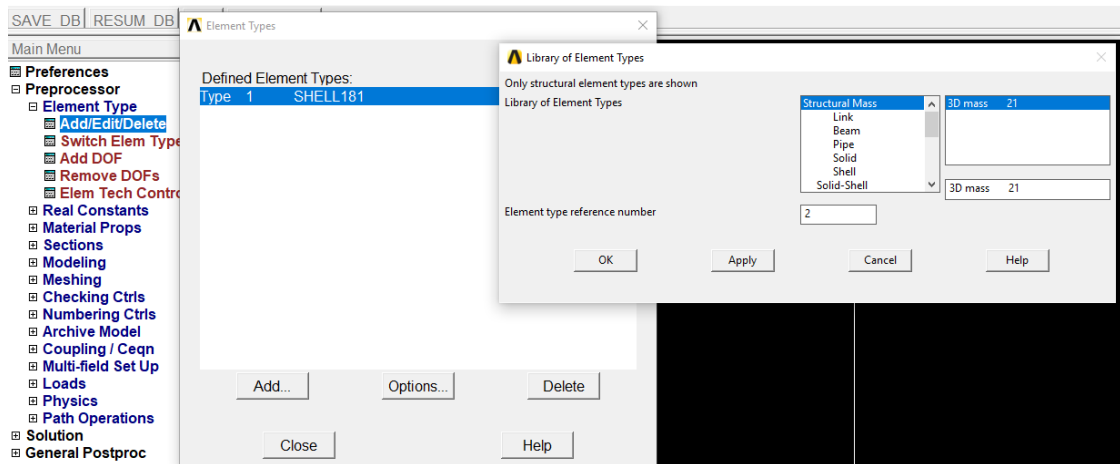 SAVE_DB RESUM_DB
Main Menu
Preferences
Preprocessor
Element Type
Add/Edit/Delete
Switch Elem Type
Add DOF
Remove DOFs
Elem Tech Contro
Real Constants
Material Props
Sections
Modeling
Meshing
Checking Ctrls
Numbering Ctrls
Archive Model
Coupling / Ceqn
Multi-field Set Up
Loads
Physics
Path Operations
Solution
General Postproc
Element Types
Defined Element Types:
Type 1 SHELL181
Add...
Options...
Delete
Close
Help
Library of Element Types
Only structural element types are shown
Library of Element Types
Structural Mass
Link
Beam
Pipe
Solid
Shell
Solid-Shell
3D mass 21
3D mass 21
Element type reference number
2
OK
Apply
Cancel
Help